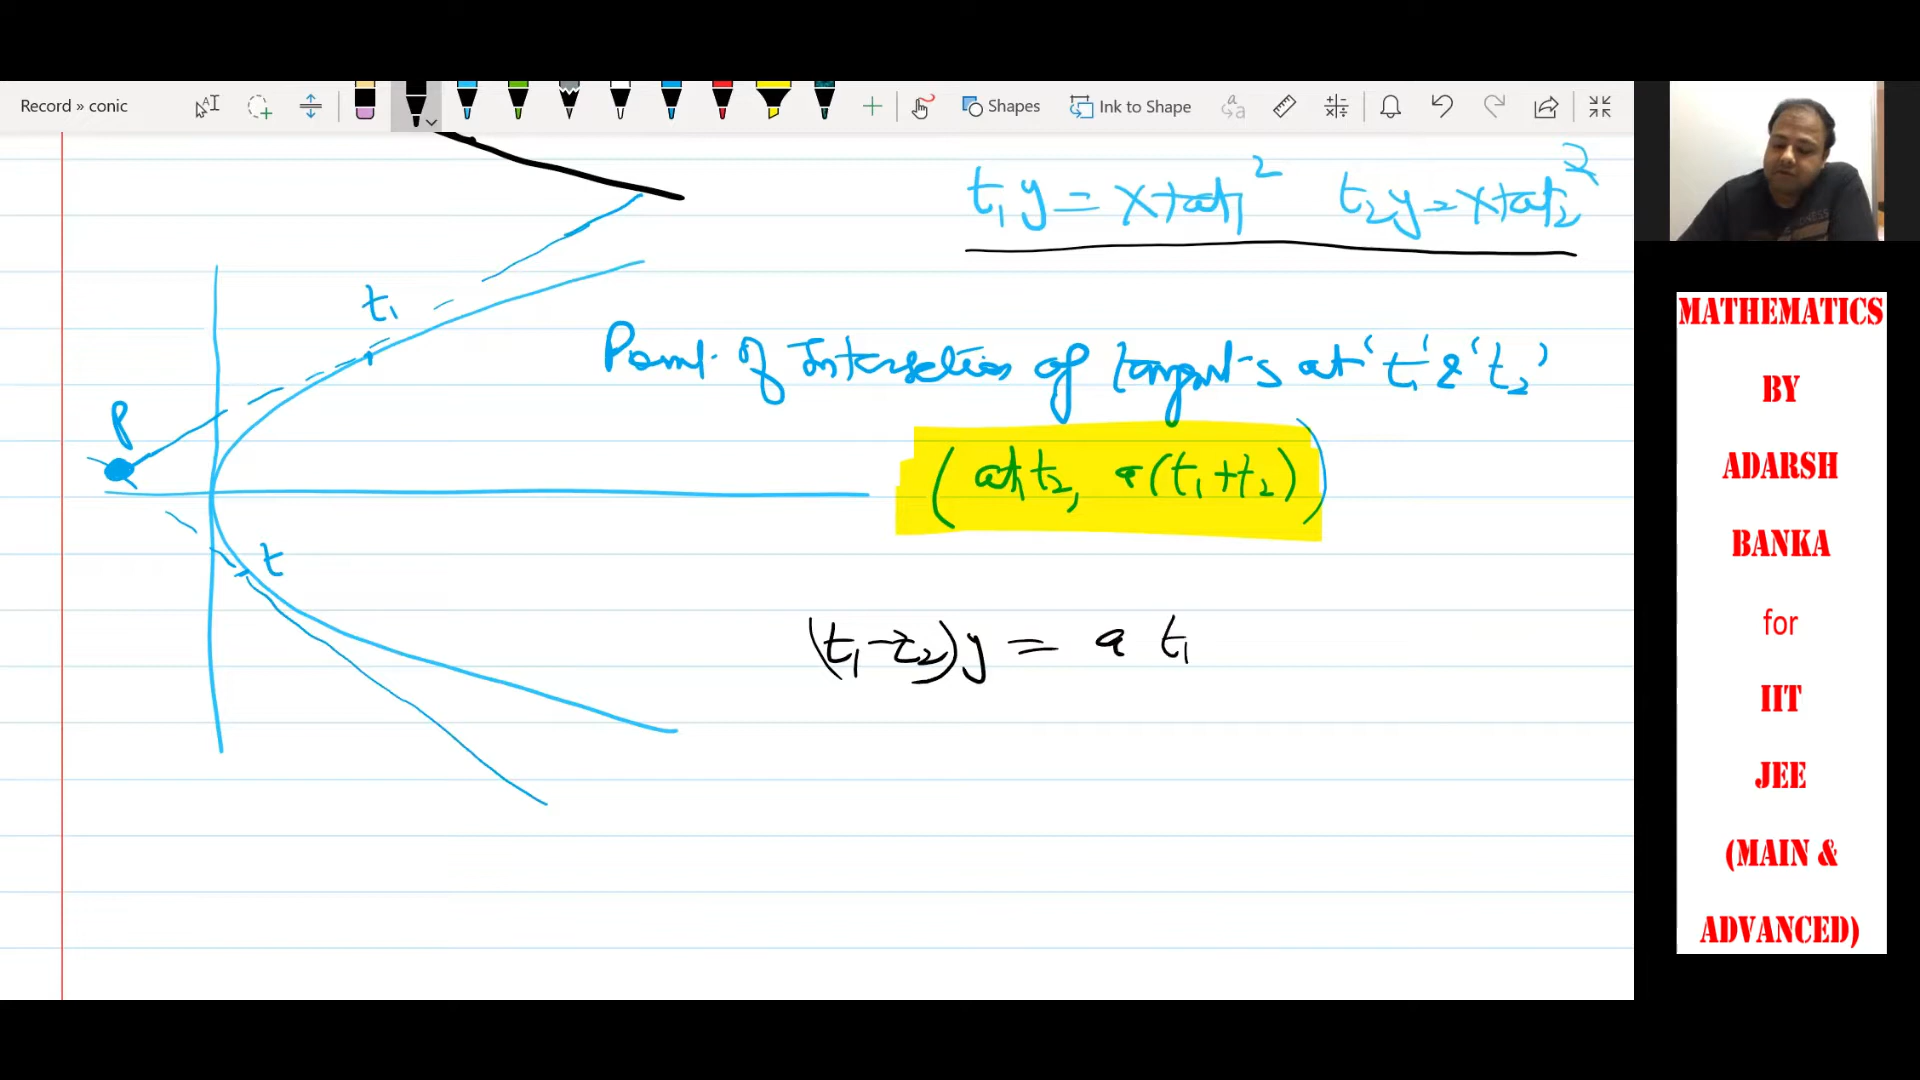 Record » conic
Shapes
Ink to Shape
t₁y = x+at₁² t₂y = x+at₂²
t₁
Point of Intersection of tangents at 't₁' & 't₂'
P
(at₁t₂, a(t₁+t₂))
t
(t₁-t₂)y = a t₁
MATHEMATICS
BY
ADARSH
BANKA
for
IIT
JEE
(MAIN &
ADVANCED)